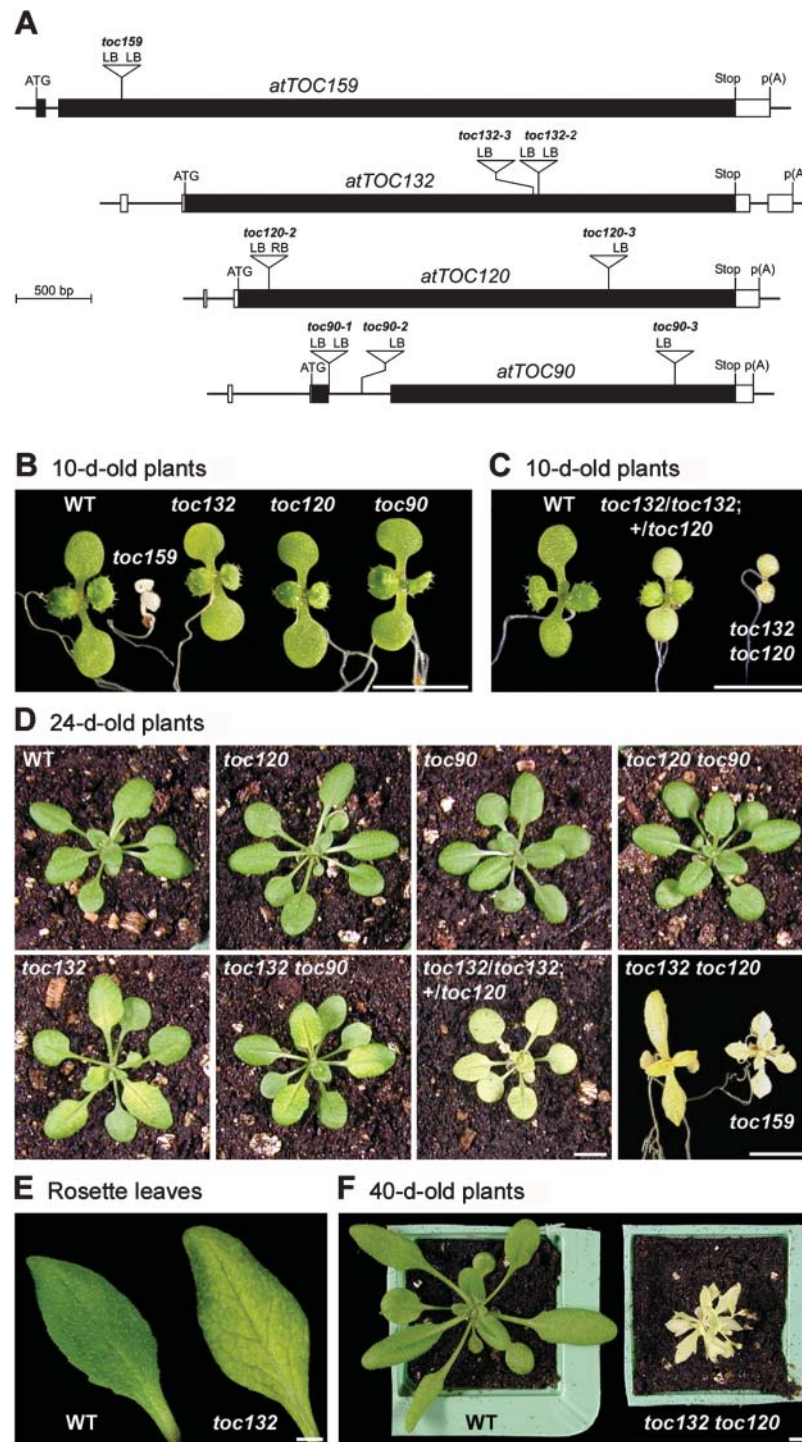 A
toc159
LB LB
ATG
atTOC159
Stop
p(A)
toc132-3
toc132-2
LB
LB LB
ATG
atTOC132
Stop
p(A
toc120-2
toc120-3
LB RB
LB
ATG
atTOC120
Stop
p(A)
500 bp
toc90-1
toc90-2
toc90-3
LB LB
LB
LB
ATG
atTOC90
Stop p(A)
B 10-d-old plants
WT
toc159
toc132
toc120
toc90
C 10-d-old plants
WT
toc132/toc132;
+/toc120
toc132
toc120
D 24-d-old plants
WT
toc120
toc90
toc120 toc90
toc132
toc132 toc90
toc132/toc132;
+/toc120
toc132 toc120
toc159
E Rosette leaves
WT
toc132
F 40-d-old plants
WT
toc132 toc120